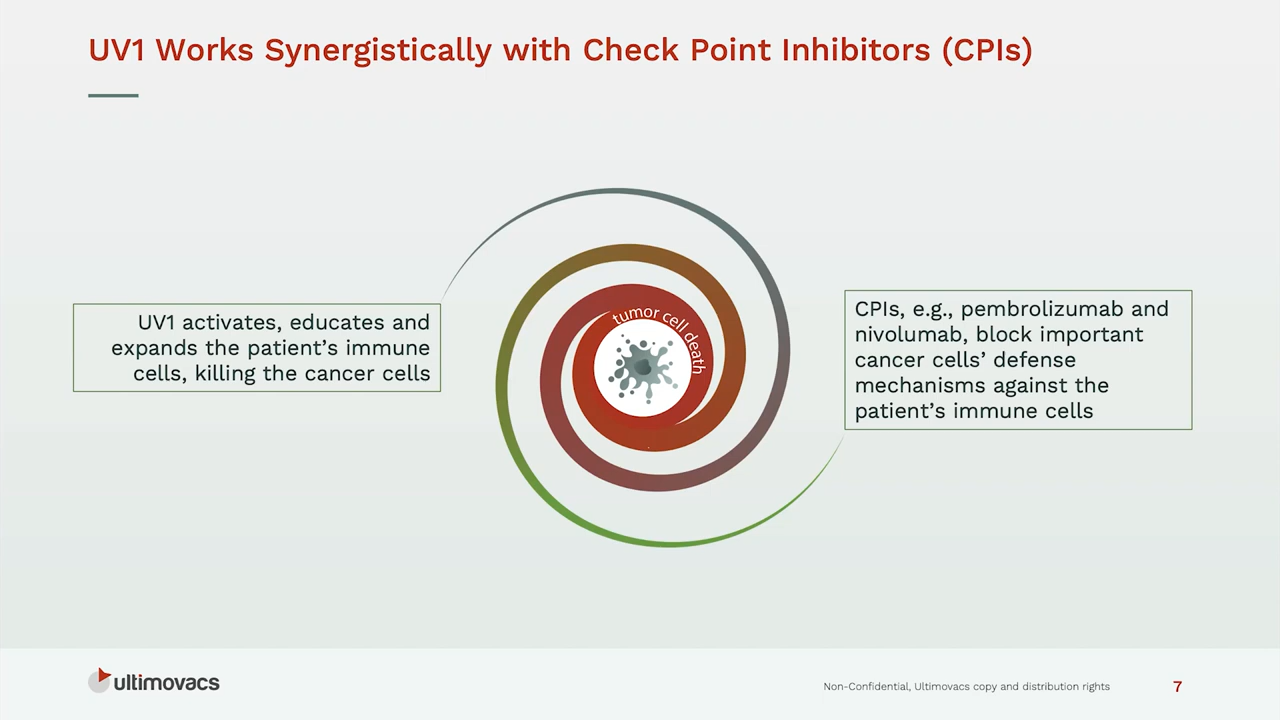 UV1 Works Synergistically with Check Point Inhibitors (CPIs)
UV1 activates, educates and
expands the patient’s immune
cells, killing the cancer cells
tumor cell death
CPIs, e.g., pembrolizumab and
nivolumab, block important
cancer cells’ defense
mechanisms against the
patient’s immune cells
ultimovacs
Non-Confidential, Ultimovacs copy and distribution rights
7